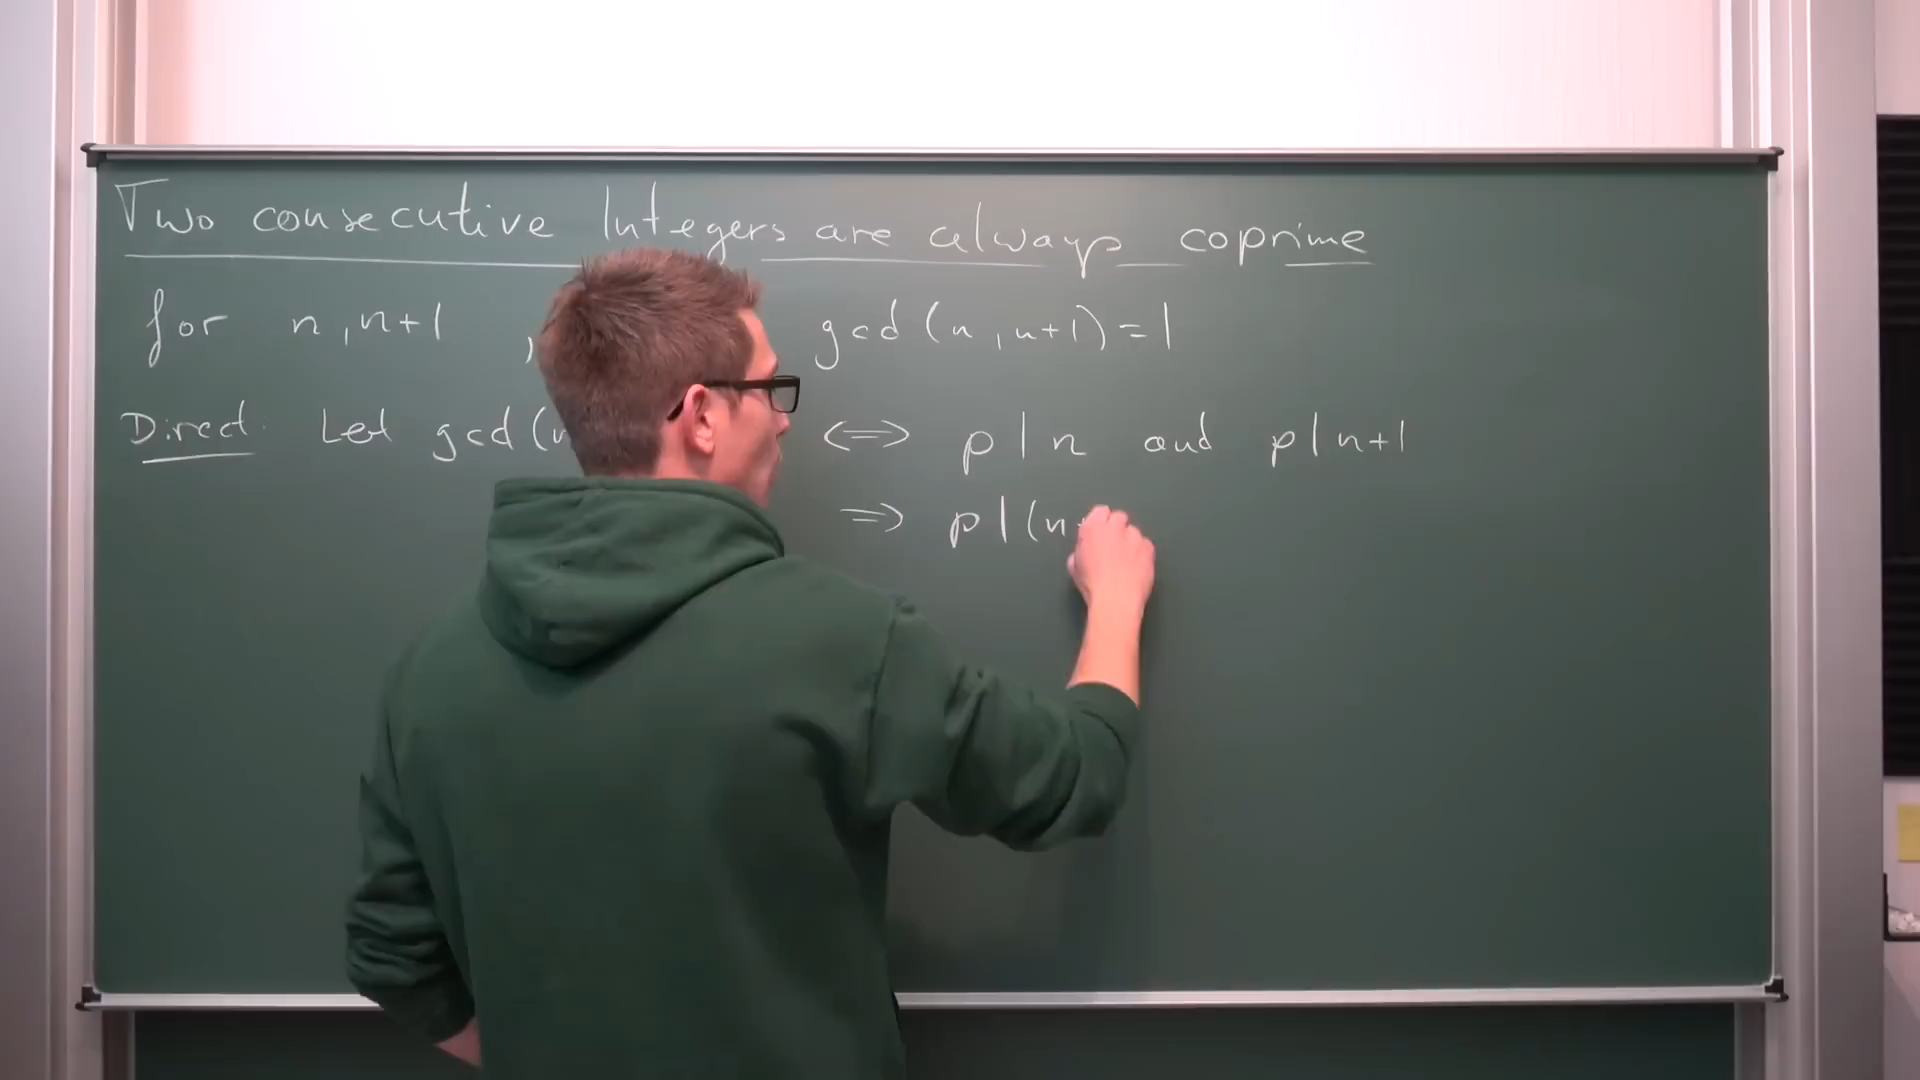 Two consecutive Integers are always coprime
for n, n+1 , gcd(n, n+1)=1
Direct: Let gcd(n ⇔ p | n and p | n+1
⇒ p | (n+